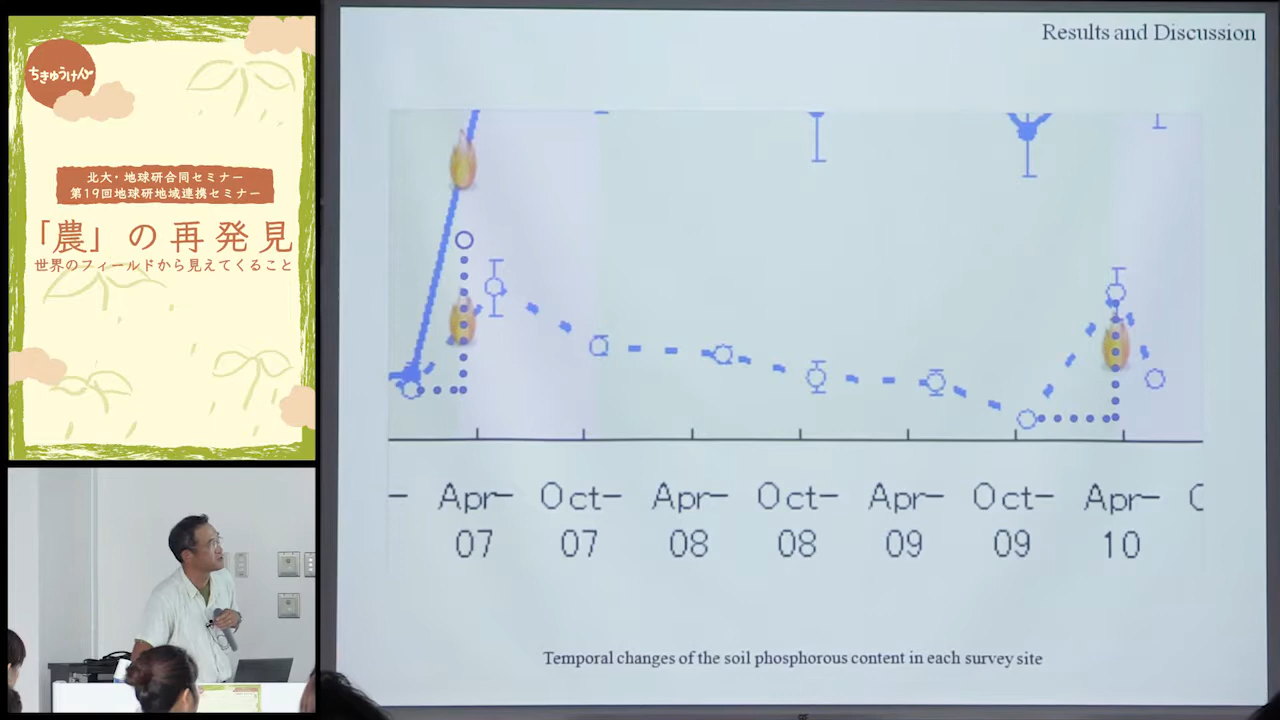 ちきゅうけん
北大・地球研合同セミナー
第19回地球研地域連携セミナー
「農」の再発見
世界のフィールドから見えてくること
Results and Discussion
Apr- Oct- Apr- Oct- Apr- Oct- Apr-
07 07 08 08 09 09 10
Temporal changes of the soil phosphorous content in each survey site